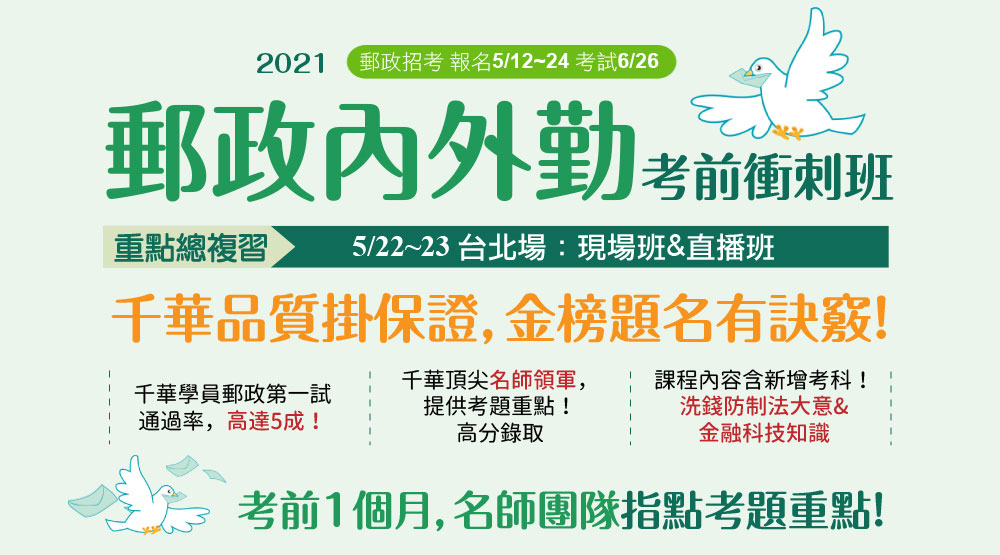 2021 郵政招考 報名5/12~24 考試6/26
郵政內外勤 考前衝刺班
重點總複習 5/22~23 台北場：現場班&直播班
千華品質掛保證, 金榜題名有訣竅!
千華學員郵政第一試
通過率，高達5成！
千華頂尖名師領軍，
提供考題重點！
高分錄取
課程內容含新增考科！
洗錢防制法大意&
金融科技知識
考前1個月, 名師團隊指點考題重點!